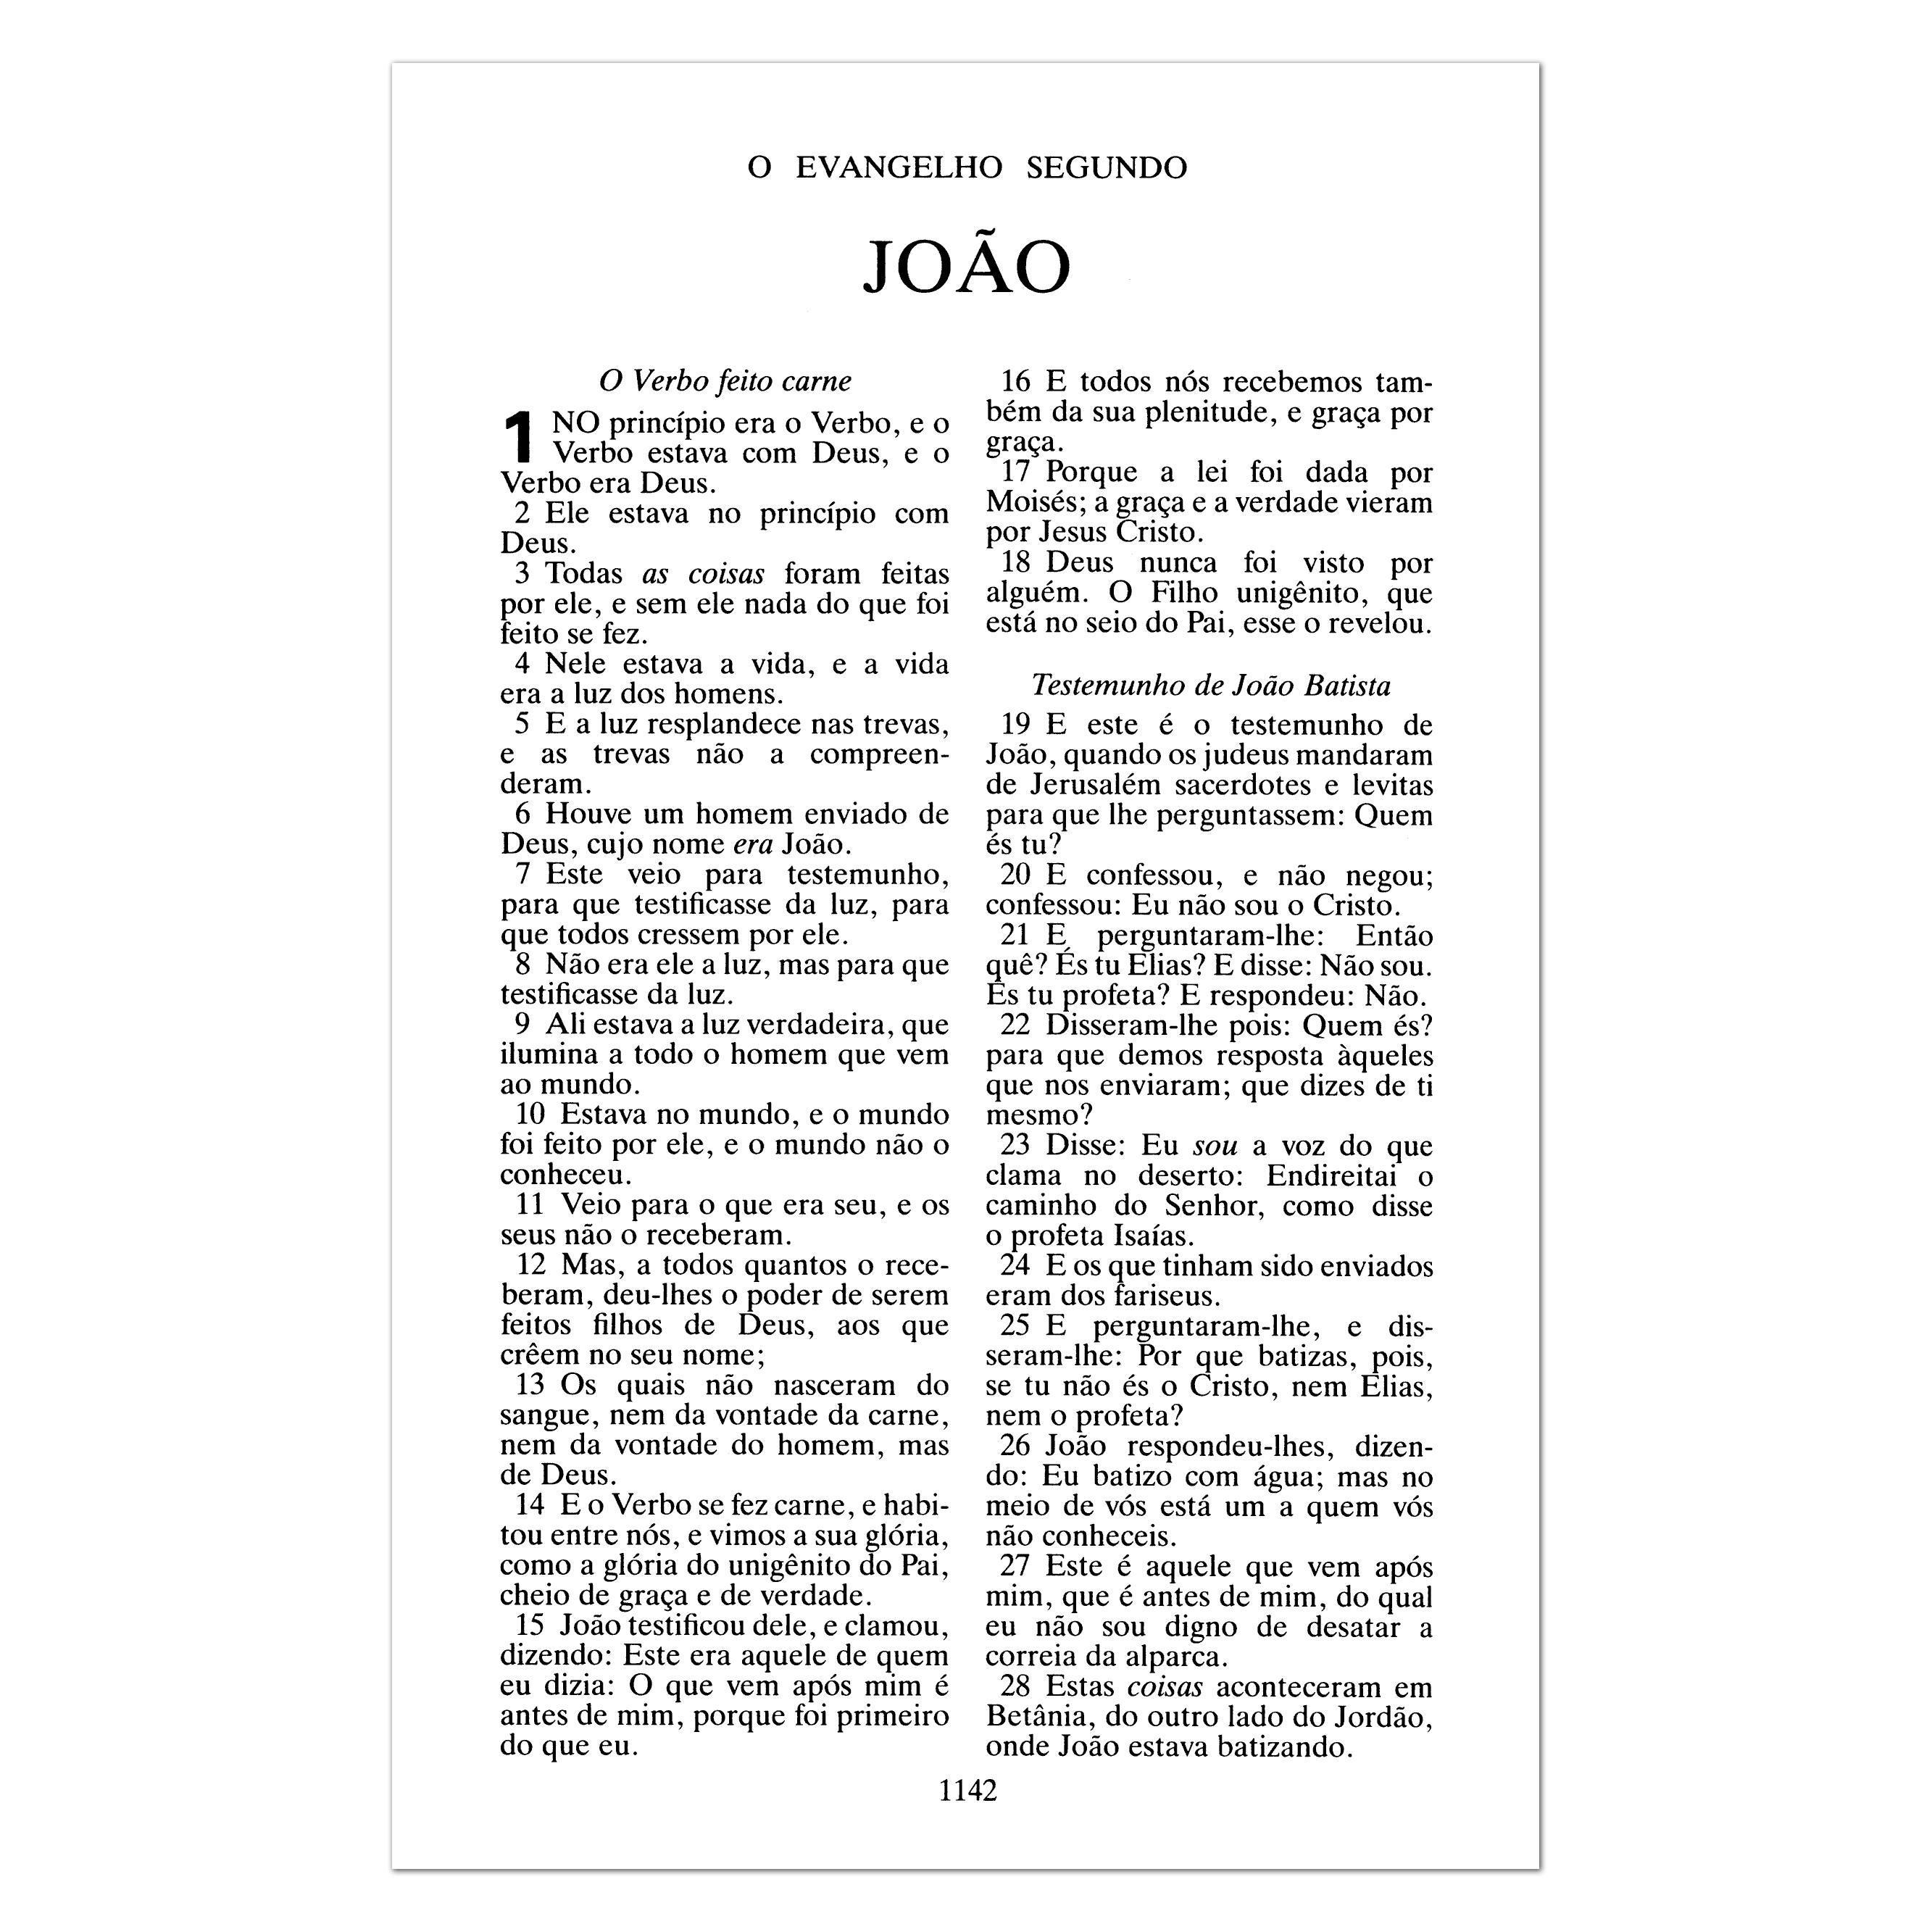 O EVANGELHO SEGUNDO
JOÃO
O Verbo feito carne
1 NO princípio era o Verbo, e o
Verbo estava com Deus, e o
Verbo era Deus.
2 Ele estava no princípio com
Deus.
3 Todas as coisas foram feitas
por ele, e sem ele nada do que foi
feito se fez.
4 Nele estava a vida, e a vida
era a luz dos homens.
5 E a luz resplandece nas trevas,
e as trevas não a compreen-
deram.
6 Houve um homem enviado de
Deus, cujo nome era João.
7 Este veio para testemunho,
para que testificasse da luz, para
que todos cressem por ele.
8 Não era ele a luz, mas para que
testificasse da luz.
9 Ali estava a luz verdadeira, que
ilumina a todo o homem que vem
ao mundo.
10 Estava no mundo, e o mundo
foi feito por ele, e o mundo não o
conheceu.
11 Veio para o que era seu, e os
seus não o receberam.
12 Mas, a todos quantos o rece-
beram, deu-lhes o poder de serem
feitos filhos de Deus, aos que
crêem no seu nome;
13 Os quais não nasceram do
sangue, nem da vontade da carne,
nem da vontade do homem, mas
de Deus.
14 E o Verbo se fez carne, e habi-
tou entre nós, e vimos a sua glória,
como a glória do unigênito do Pai,
cheio de graça e de verdade.
15 João testificou dele, e clamou,
dizendo: Este era aquele de quem
eu dizia: O que vem após mim é
antes de mim, porque foi primeiro
do que eu.
16 E todos nós recebemos tam-
bém da sua plenitude, e graça por
graça.
17 Porque a lei foi dada por
Moisés; a graça e a verdade vieram
por Jesus Cristo.
18 Deus nunca foi visto por
alguém. O Filho unigênito, que
está no seio do Pai, esse o revelou.
Testemunho de João Batista
19 E este é o testemunho de
João, quando os judeus mandaram
de Jerusalém sacerdotes e levitas
para que lhe perguntassem: Quem
és tu?
20 E confessou, e não negou;
confessou: Eu não sou o Cristo.
21 E perguntaram-lhe: Então
quê? És tu Elias? E disse: Não sou.
És tu profeta? E respondeu: Não.
22 Disseram-lhe pois: Quem és?
para que demos resposta àqueles
que nos enviaram; que dizes de ti
mesmo?
23 Disse: Eu sou a voz do que
clama no deserto: Endireitai o
caminho do Senhor, como disse
o profeta Isaías.
24 E os que tinham sido enviados
eram dos fariseus.
25 E perguntaram-lhe, e dis-
seram-lhe: Por que batizas, pois,
se tu não és o Cristo, nem Elias,
nem o profeta?
26 João respondeu-lhes, dizen-
do: Eu batizo com água; mas no
meio de vós está um a quem vós
não conheceis.
27 Este é aquele que vem após
mim, que é antes de mim, do qual
eu não sou digno de desatar a
correia da alparca.
28 Estas coisas aconteceram em
Betânia, do outro lado do Jordão,
onde João estava batizando.
1142